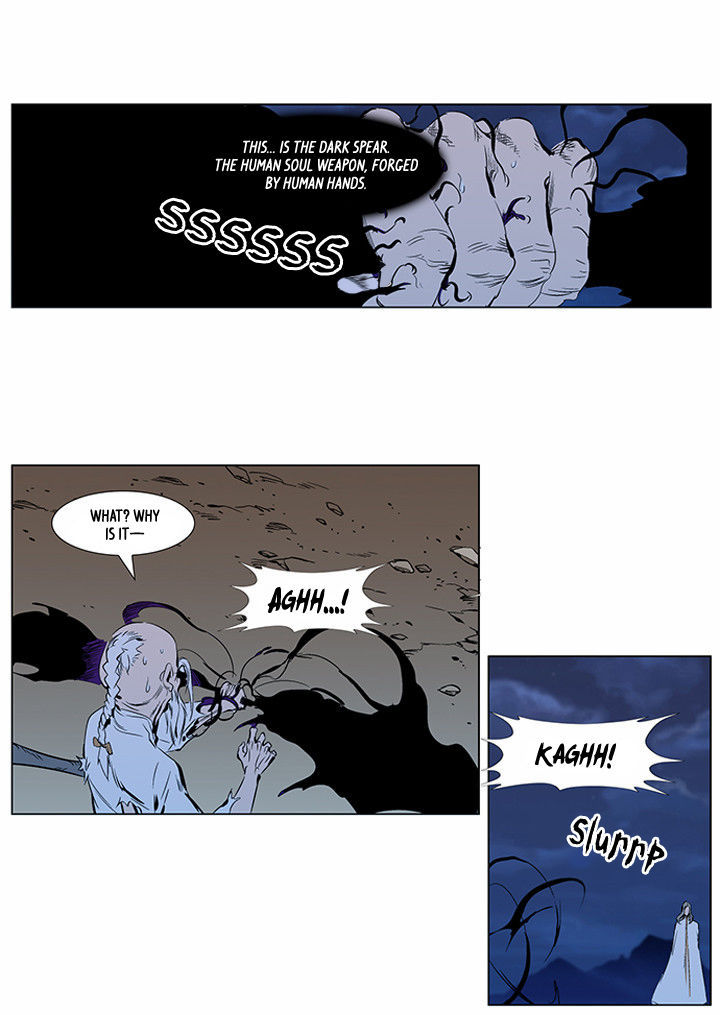 THIS... IS THE DARK SPEAR.
THE HUMAN SOUL WEAPON, FORGED
BY HUMAN HANDS.
SSSSSS
WHAT? WHY
IS IT—
AGHH...!
KAGHH!
Slurrp